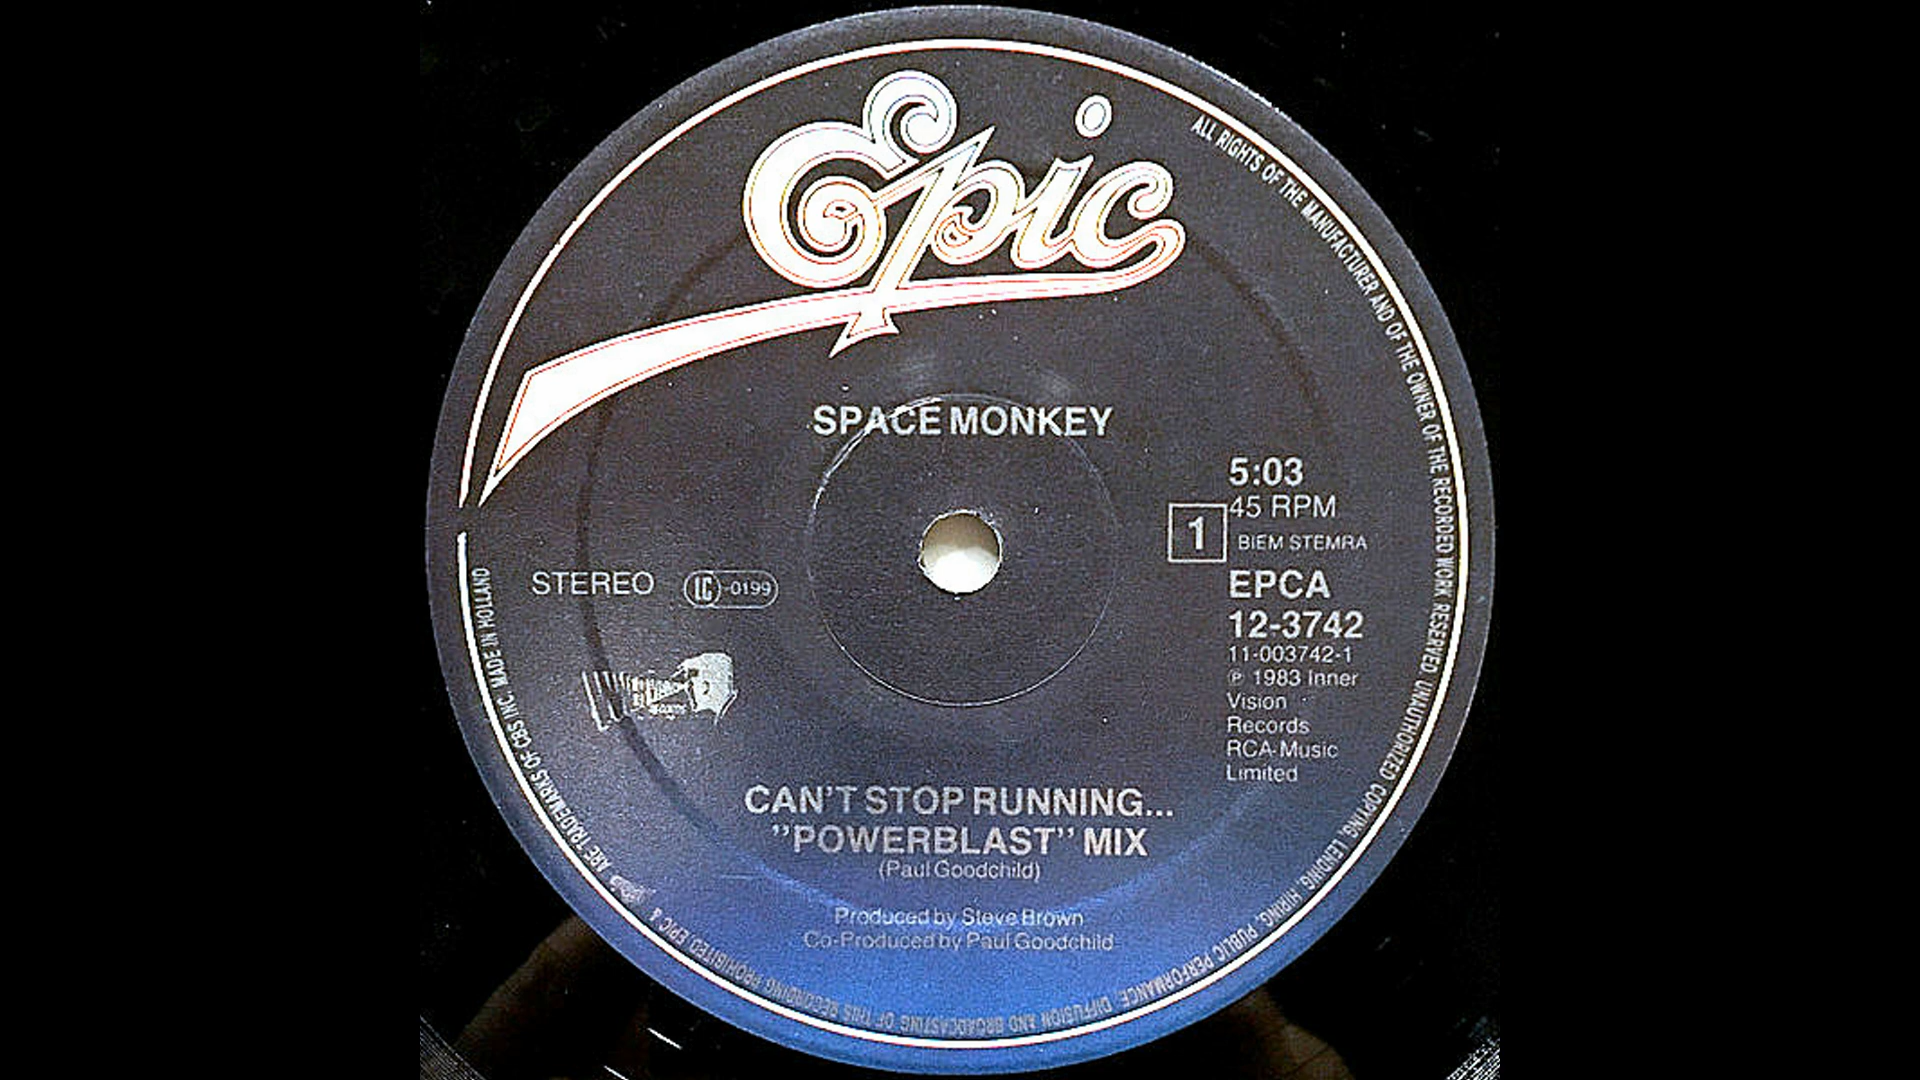 Epic
SPACE MONKEY
5:03
45 RPM
1
BIEM STEMRA
STEREO
LC-0199
EPCA
12-3742
11-003742-1
℗ 1983 Inner
Vision
Records
RCA Music
Limited
CAN'T STOP RUNNING...
"POWERBLAST" MIX
(Paul Goodchild)
Produced by Steve Brown
Co-Produced by Paul Goodchild
ALL RIGHTS OF THE MANUFACTURER AND OF THE OWNER OF THE RECORDED WORK RESERVED UNAUTHORIZED COPYING, LENDING, HIRING, PUBLIC PERFORMANCE, DIFFUSION AND BROADCASTING OF THIS RECORDING PROHIBITED EPIC & ARE TRADEMARKS OF CBS INC. MADE IN HOLLAND